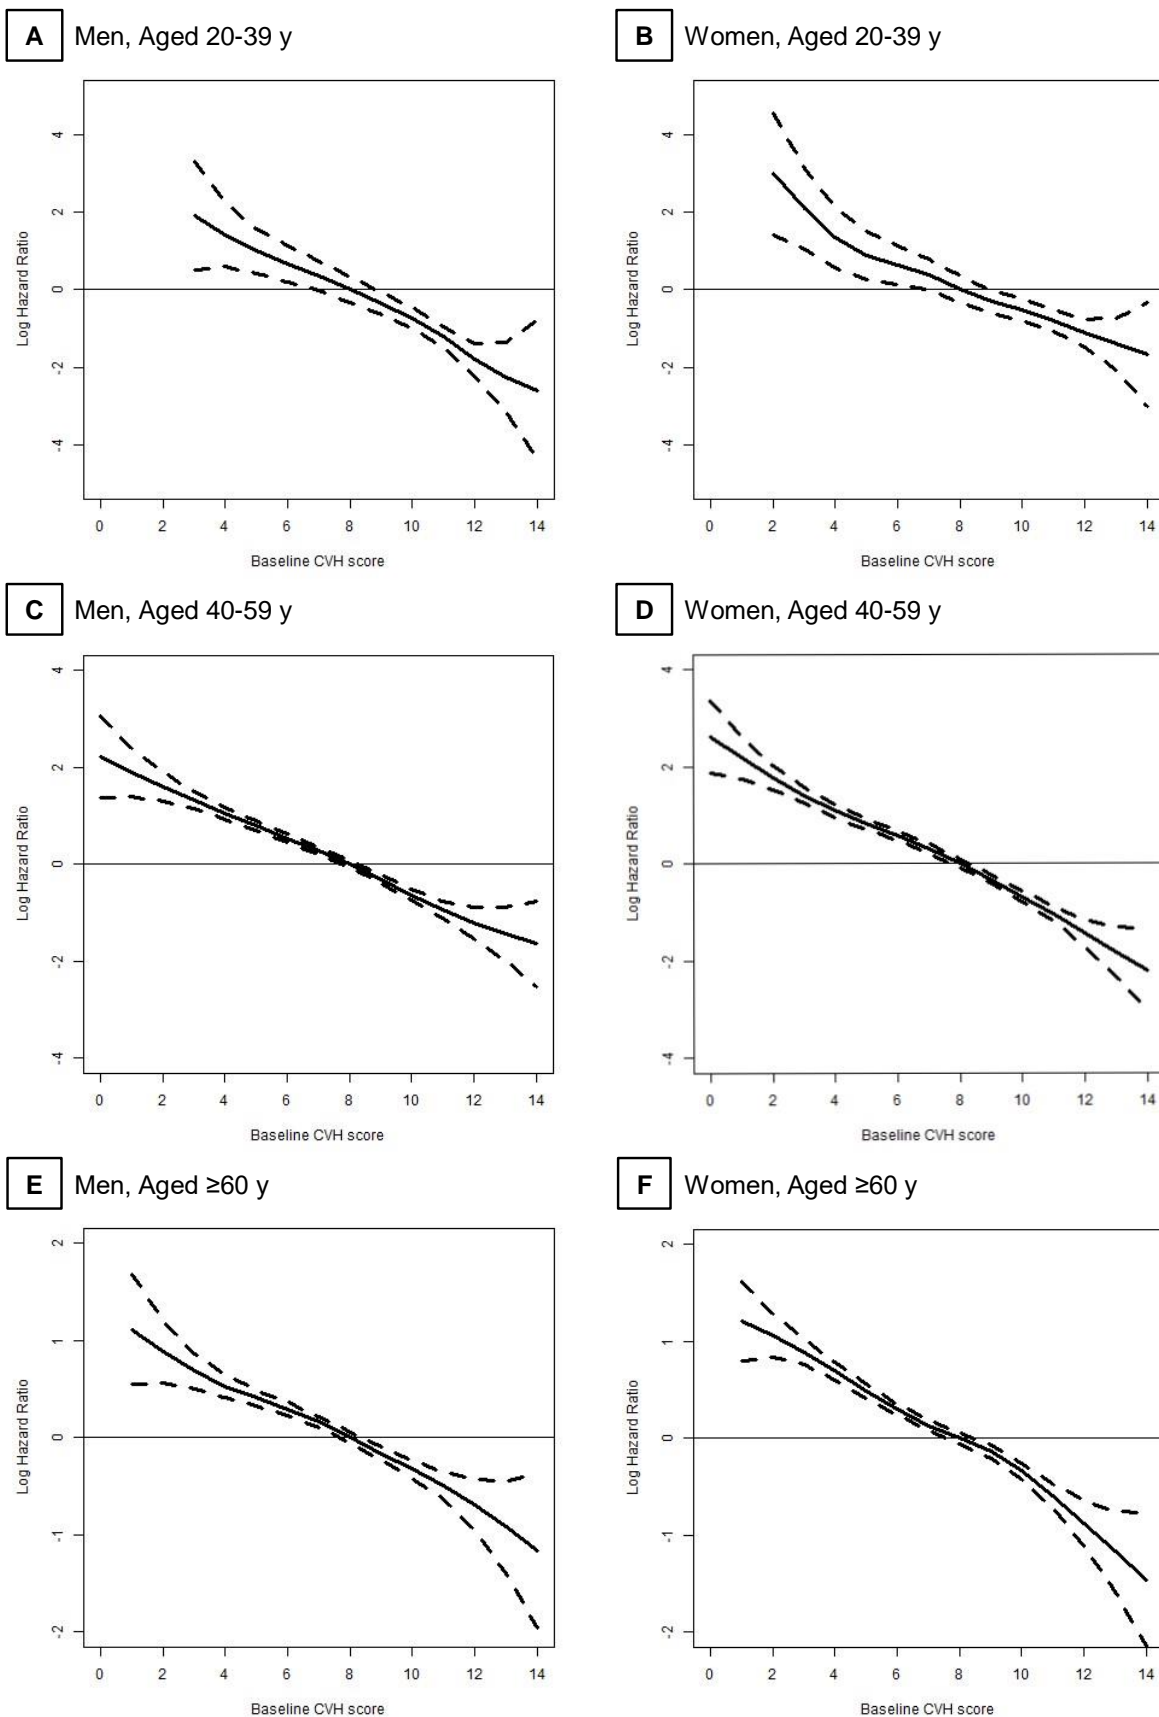 A Men, Aged 20-39 y
Log Hazard Ratio
4
2
0
-2
-4
0 2 4 6 8 10 12 14
Baseline CVH score
B Women, Aged 20-39 y
Log Hazard Ratio
4
2
0
-2
-4
0 2 4 6 8 10 12 14
Baseline CVH score
C Men, Aged 40-59 y
Log Hazard Ratio
4
2
0
-2
-4
0 2 4 6 8 10 12 14
Baseline CVH score
D Women, Aged 40-59 y
Log Hazard Ratio
4
2
0
-2
-4
0 2 4 6 8 10 12 14
Baseline CVH score
E Men, Aged ≥60 y
Log Hazard Ratio
2
1
0
-1
-2
0 2 4 6 8 10 12 14
Baseline CVH score
F Women, Aged ≥60 y
Log Hazard Ratio
2
1
0
-1
-2
0 2 4 6 8 10 12 14
Baseline CVH score